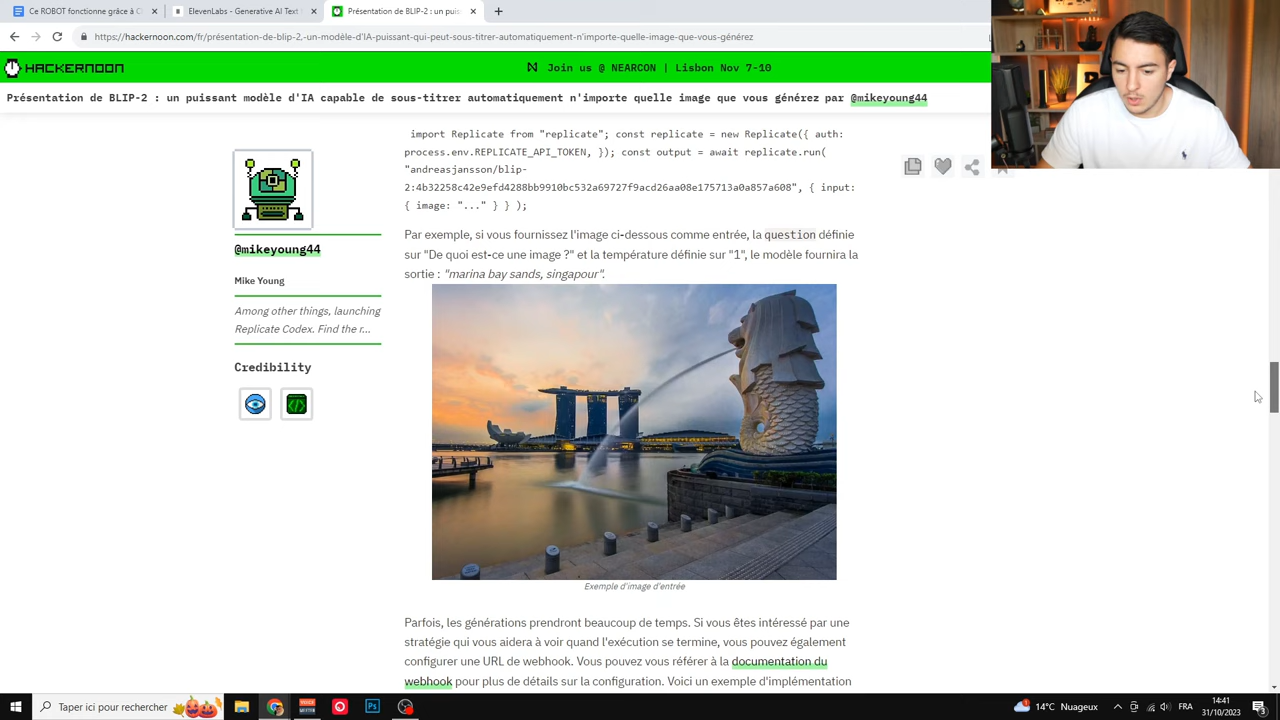 Ce ROBOT fonctionne grâce à C
ElevenLabs - Generative AI Text
Présentation de BLIP-2 : un puis
https://hackernoon.com/fr/présentation-de-blip-2,-un-modèle-d'IA-puissant-qui-peut-sous-titrer-automatiquement-n'importe-quelle-image-que-vous-générez
HACKERNOON
Join us @ NEARCON | Lisbon Nov 7-10
Présentation de BLIP-2 : un puissant modèle d'IA capable de sous-titrer automatiquement n'importe quelle image que vous générez par @mikeyoung44
import Replicate from "replicate"; const replicate = new Replicate({ auth:
process.env.REPLICATE_API_TOKEN, }); const output = await replicate.run(
"andreasjansson/blip-
2:4b32258c42e9efd4288bb9910bc532a69727f9acd26aa08e175713a0a857a608", { input:
{ image: "..." } } );
@mikeyoung44
Mike Young
Among other things, launching
Replicate Codex. Find the r...
Credibility
Par exemple, si vous fournissez l'image ci-dessous comme entrée, la question définie
sur "De quoi est-ce une image ?" et la température définie sur "1", le modèle fournira la
sortie : "marina bay sands, singapour".
Exemple d'image d'entrée
Parfois, les générations prendront beaucoup de temps. Si vous êtes intéressé par une
stratégie qui vous aidera à voir quand l'exécution se termine, vous pouvez également
configurer une URL de webhook. Vous pouvez vous référer à la documentation du
webhook pour plus de détails sur la configuration. Voici un exemple d'implémentation
Taper ici pour rechercher
14°C Nuageux
FRA
14:41
31/10/2023